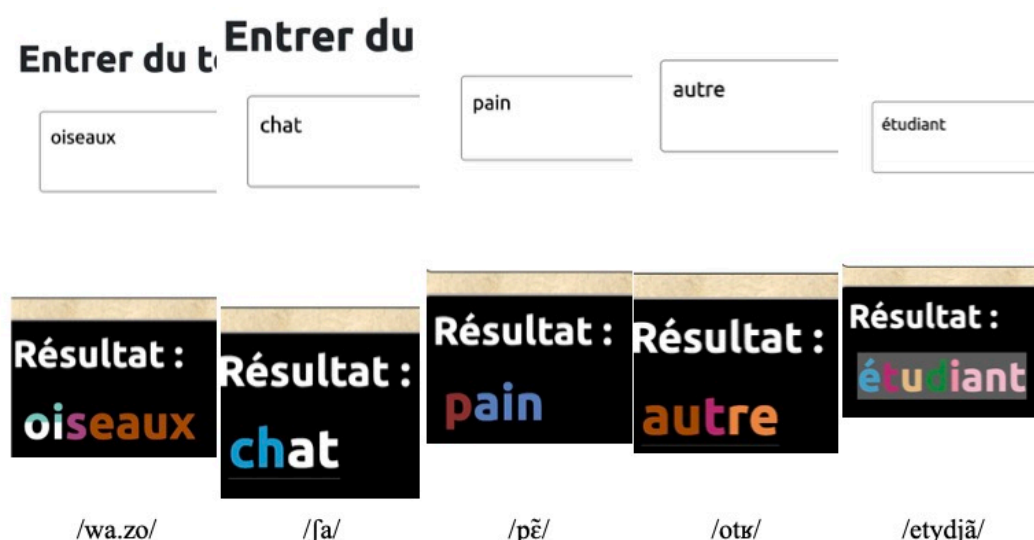 Entrer du t
oiseaux
Résultat :
oiseaux
/wa.zo/
Entrer du
chat
Résultat :
chat
/ʃa/
pain
Résultat :
pain
/pɛ̃/
autre
Résultat :
autre
/otʁ/
étudiant
Résultat :
étudiant
/etydjɑ̃/